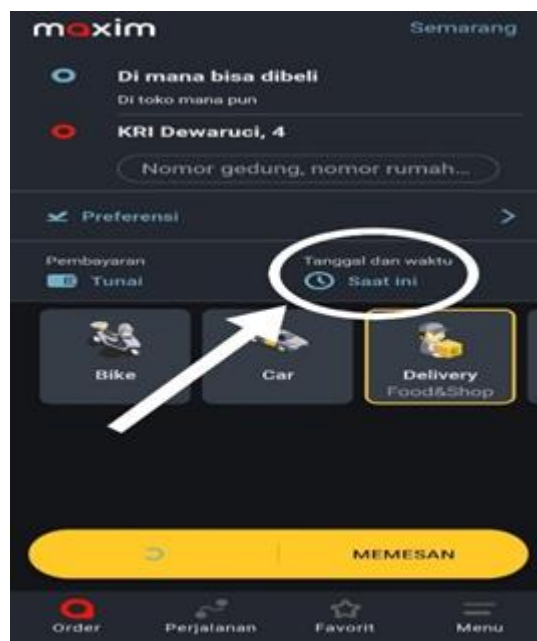 maxim
Semarang
Di mana bisa dibeli
Di toko mana pun
KRI Dewaruci, 4
Nomor gedung, nomor rumah...
Preferensi
Pembayaran
Tunai
Tanggal dan waktu
Saat ini
Bike
Car
Delivery
Food&Shop
MEMESAN
Order
Perjalanan
Favorit
Menu